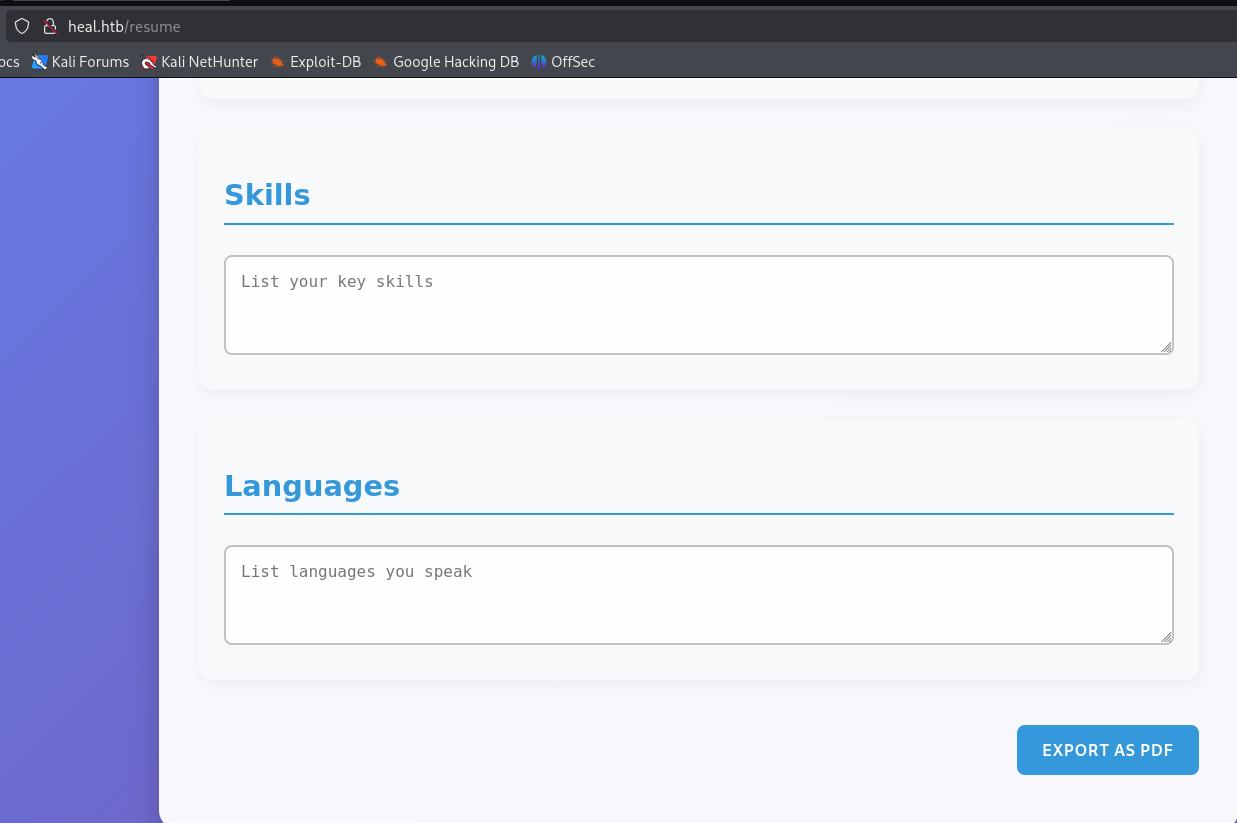 heal.htb/resume
ocs Kali Forums Kali NetHunter Exploit-DB Google Hacking DB OffSec
Skills
List your key skills
Languages
List languages you speak
EXPORT AS PDF